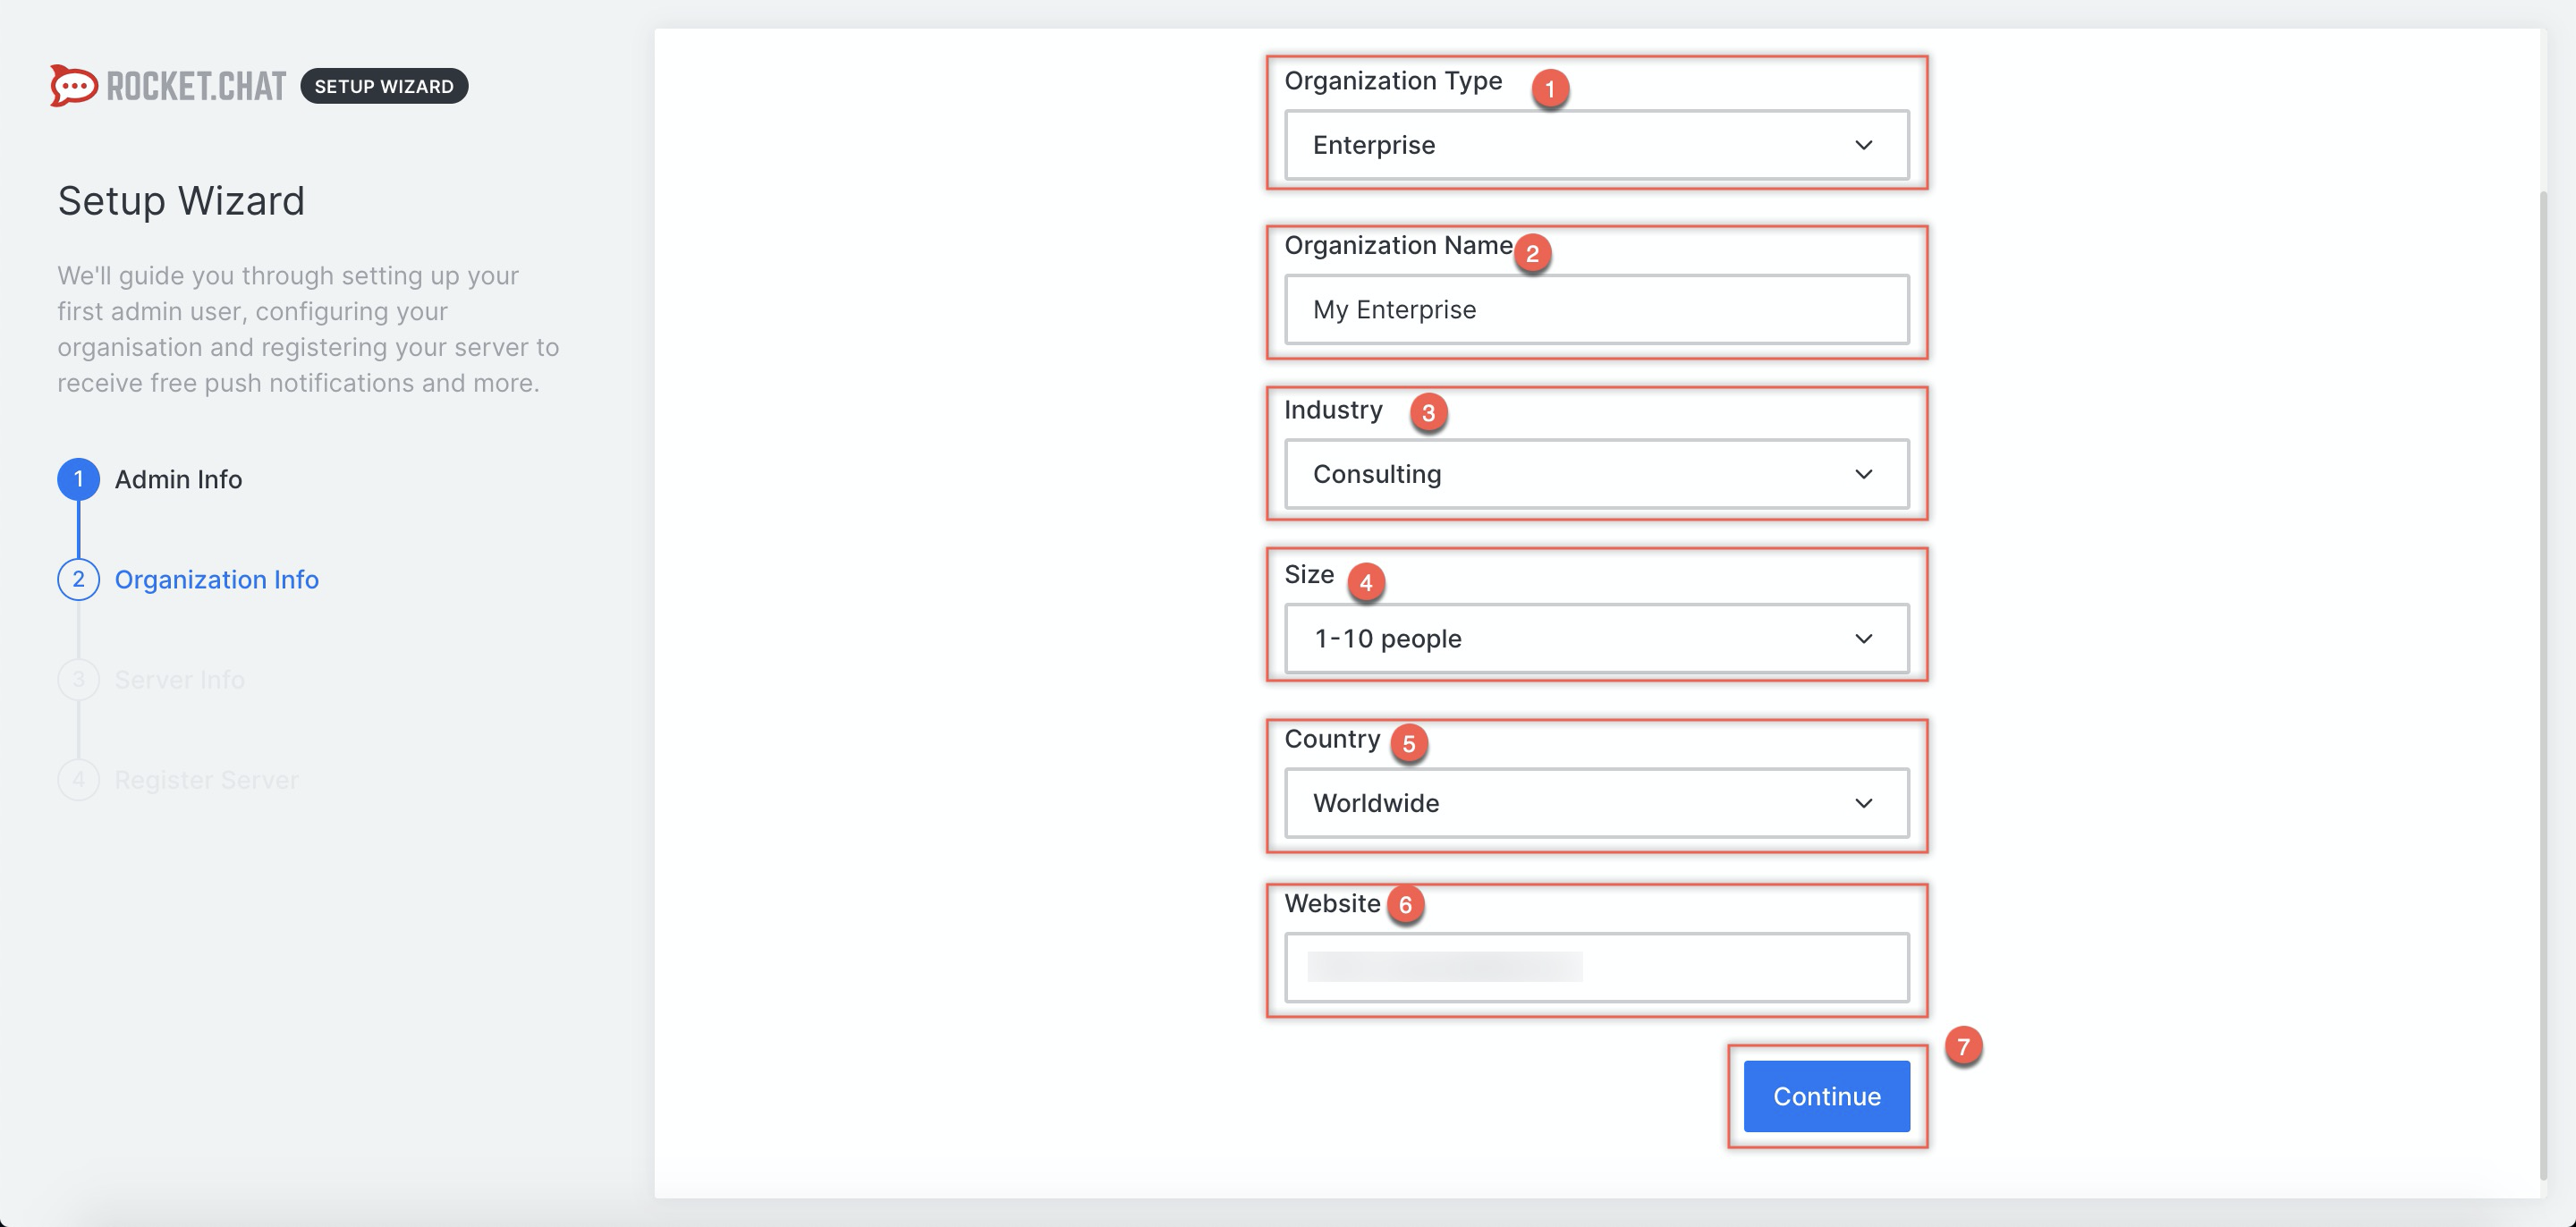 ROCKET.CHAT SETUP WIZARD
Setup Wizard
We'll guide you through setting up your
first admin user, configuring your
organisation and registering your server to
receive free push notifications and more.
1 Admin Info
2 Organization Info
3 Server Info
4 Register Server
Organization Type 1
Enterprise
Organization Name 2
My Enterprise
Industry 3
Consulting
Size 4
1-10 people
Country 5
Worldwide
Website 6
7
Continue